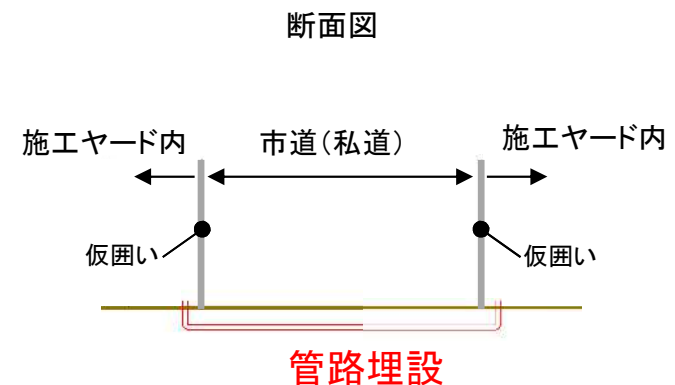 断面図
施工ヤード内
市道(私道)
施工ヤード内
仮囲い
仮囲い
管路埋設